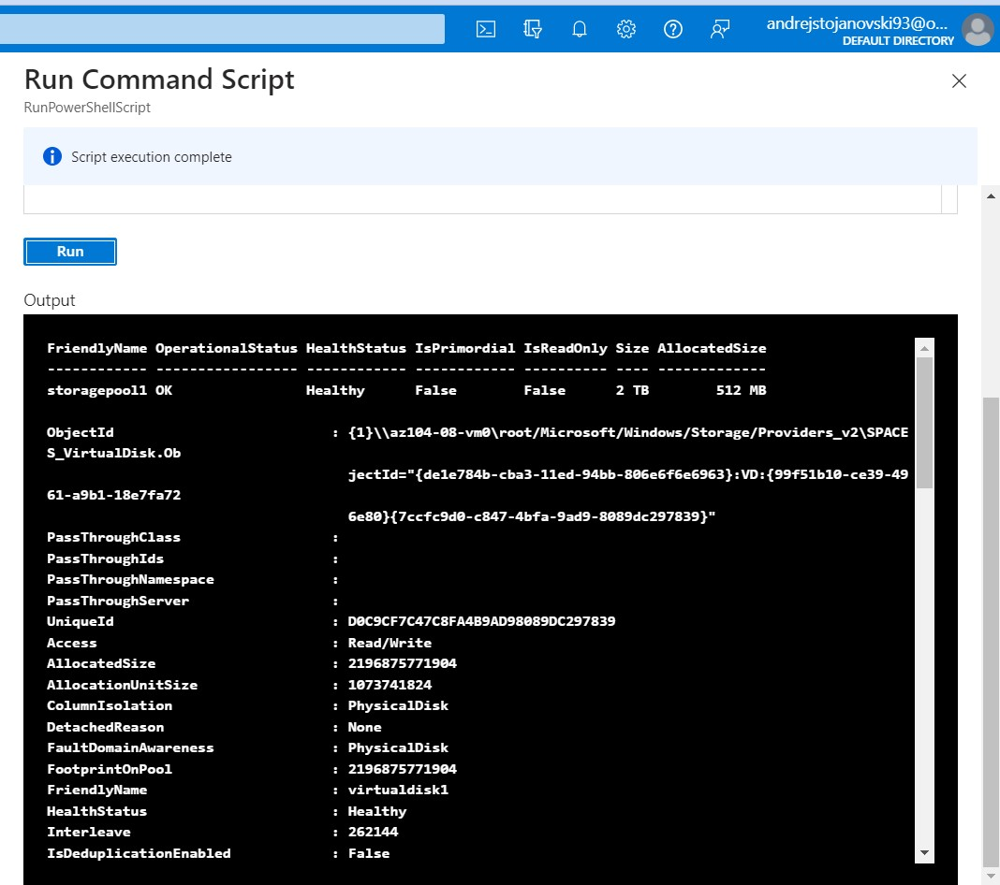 andrejstojanovski93@o...
DEFAULT DIRECTORY
Run Command Script
RunPowerShellScript
Script execution complete
Run
Output
FriendlyName OperationalStatus HealthStatus IsPrimordial IsReadOnly Size AllocatedSize
------------ ----------------- ------------ ------------ ---------- ---- -------------
storagepool1 OK                Healthy      False        False      2 TB        512 MB
ObjectId                          : {1}\\az104-08-vm0\root/Microsoft/Windows/Storage/Providers_v2\SPACE
S_VirtualDisk.Ob
jectId="{de1e784b-cba3-11ed-94bb-806e6f6e6963}:VD:{99f51b10-ce39-49
61-a9b1-18e7fa72
6e80}{7ccfc9d0-c847-4bfa-9ad9-8089dc297839}"
PassThroughClass                  :
PassThroughIds                    :
PassThroughNamespace              :
PassThroughServer                 :
UniqueId                          : D0C9CF7C47C8FA4B9AD98089DC297839
Access                            : Read/Write
AllocatedSize                     : 2196875771904
AllocationUnitSize                : 1073741824
ColumnIsolation                   : PhysicalDisk
DetachedReason                    : None
FaultDomainAwareness              : PhysicalDisk
FootprintOnPool                   : 2196875771904
FriendlyName                      : virtualdisk1
HealthStatus                      : Healthy
Interleave                        : 262144
IsDeduplicationEnabled            : False